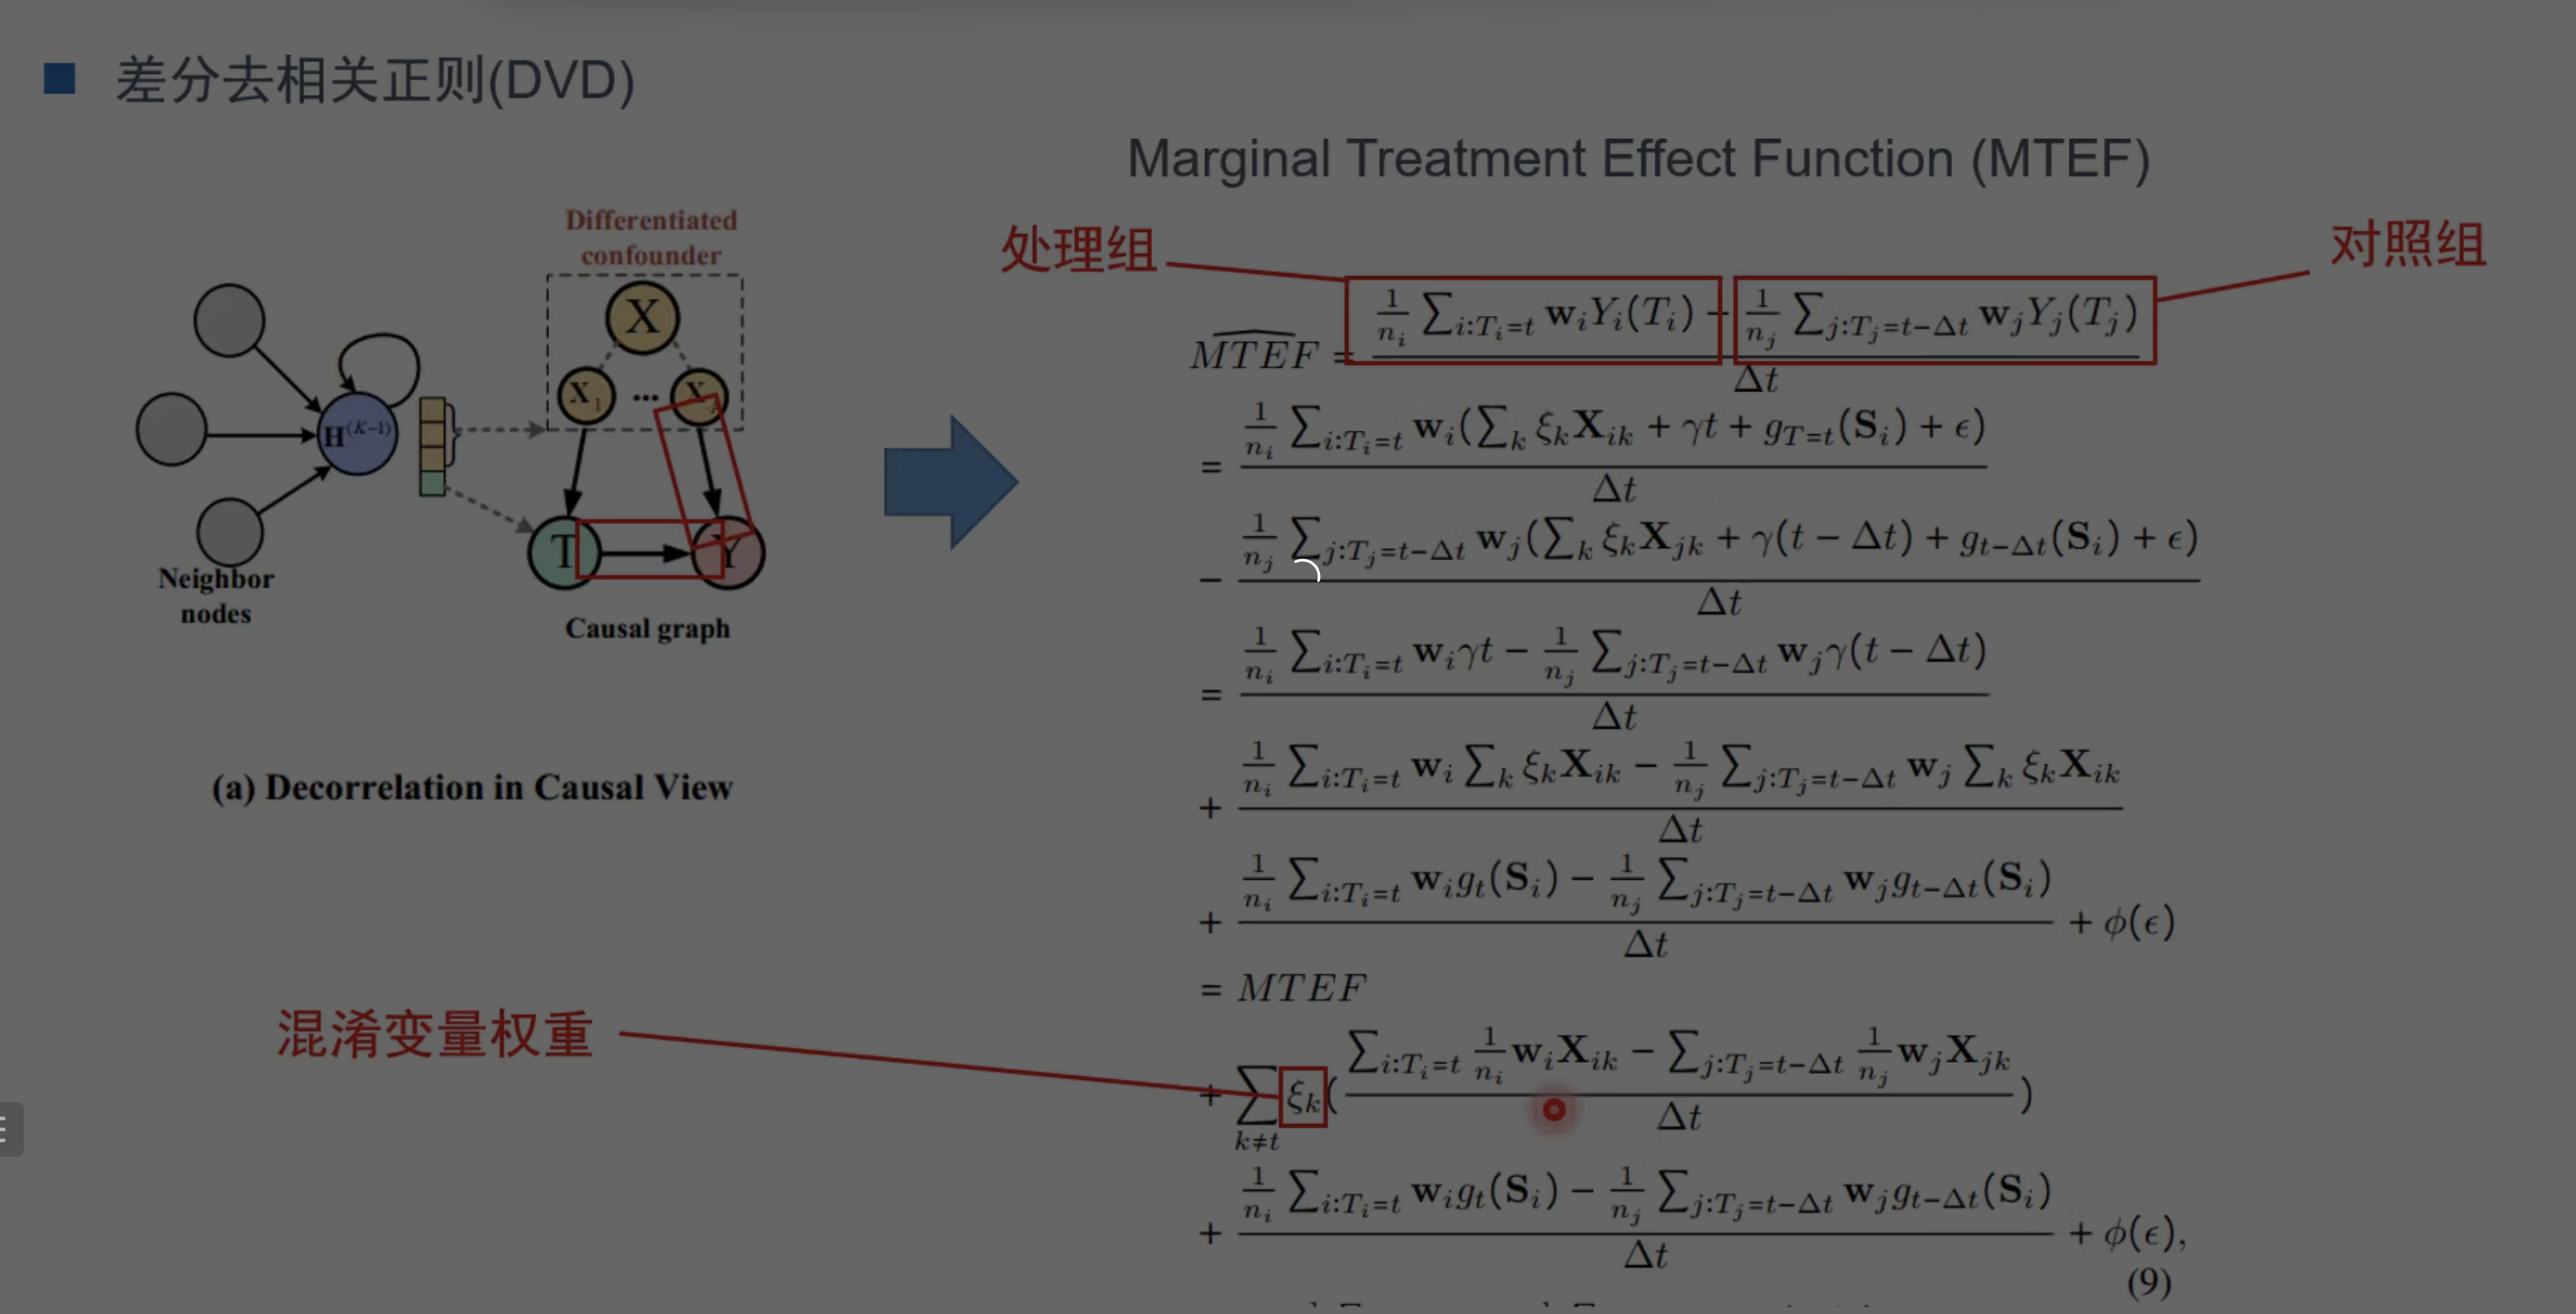 差分去相关正则(DVD)
Marginal Treatment Effect Function (MTEF)
处理组
对照组
Differentiated
confounder
X
X₁ ... X
H^(K-1)
T
Y
Neighbor
nodes
Causal graph
(a) Decorrelation in Causal View
混淆变量权重
\widehat{MTEF} = \frac{\frac{1}{n_i} \sum_{i:T_i=t} \mathbf{w}_i Y_i(T_i) - \frac{1}{n_j} \sum_{j:T_j=t-\Delta t} \mathbf{w}_j Y_j(T_j)}{\Delta t}
= \frac{\frac{1}{n_i} \sum_{i:T_i=t} \mathbf{w}_i (\sum_k \xi_k \mathbf{X}_{ik} + \gamma t + g_{T=t}(\mathbf{S}_i) + \epsilon)}{\Delta t}
- \frac{\frac{1}{n_j} \sum_{j:T_j=t-\Delta t} \mathbf{w}_j (\sum_k \xi_k \mathbf{X}_{jk} + \gamma(t - \Delta t) + g_{t-\Delta t}(\mathbf{S}_i) + \epsilon)}{\Delta t}
= \frac{\frac{1}{n_i} \sum_{i:T_i=t} \mathbf{w}_i \gamma t - \frac{1}{n_j} \sum_{j:T_j=t-\Delta t} \mathbf{w}_j \gamma(t - \Delta t)}{\Delta t}
+ \frac{\frac{1}{n_i} \sum_{i:T_i=t} \mathbf{w}_i \sum_k \xi_k \mathbf{X}_{ik} - \frac{1}{n_j} \sum_{j:T_j=t-\Delta t} \mathbf{w}_j \sum_k \xi_k \mathbf{X}_{ik}}{\Delta t}
+ \frac{\frac{1}{n_i} \sum_{i:T_i=t} \mathbf{w}_i g_t(\mathbf{S}_i) - \frac{1}{n_j} \sum_{j:T_j=t-\Delta t} \mathbf{w}_j g_{t-\Delta t}(\mathbf{S}_i)}{\Delta t} + \phi(\epsilon)
= MTEF
+ \sum_{k \neq t} \xi_k (\frac{\sum_{i:T_i=t} \frac{1}{n_i} \mathbf{w}_i \mathbf{X}_{ik} - \sum_{j:T_j=t-\Delta t} \frac{1}{n_j} \mathbf{w}_j \mathbf{X}_{jk}}{\Delta t})
+ \frac{\frac{1}{n_i} \sum_{i:T_i=t} \mathbf{w}_i g_t(\mathbf{S}_i) - \frac{1}{n_j} \sum_{j:T_j=t-\Delta t} \mathbf{w}_j g_{t-\Delta t}(\mathbf{S}_i)}{\Delta t} + \phi(\epsilon),
(9)